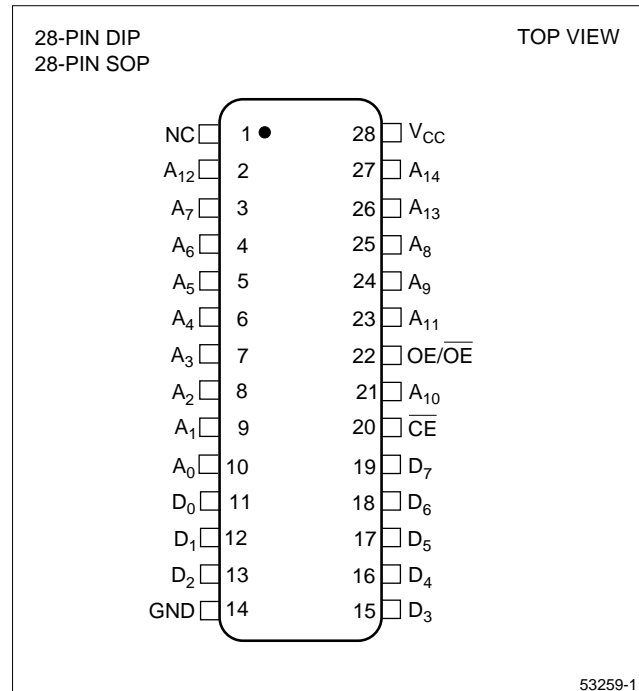 28-PIN DIP
28-PIN SOP
TOP VIEW
NC 1 28 VCC
A12 2 27 A14
A7 3 26 A13
A6 4 25 A8
A5 5 24 A9
A4 6 23 A11
A3 7 22 OE/O̅E̅
A2 8 21 A10
A1 9 20 C̅E̅
A0 10 19 D7
D0 11 18 D6
D1 12 17 D5
D2 13 16 D4
GND 14 15 D3
53259-1